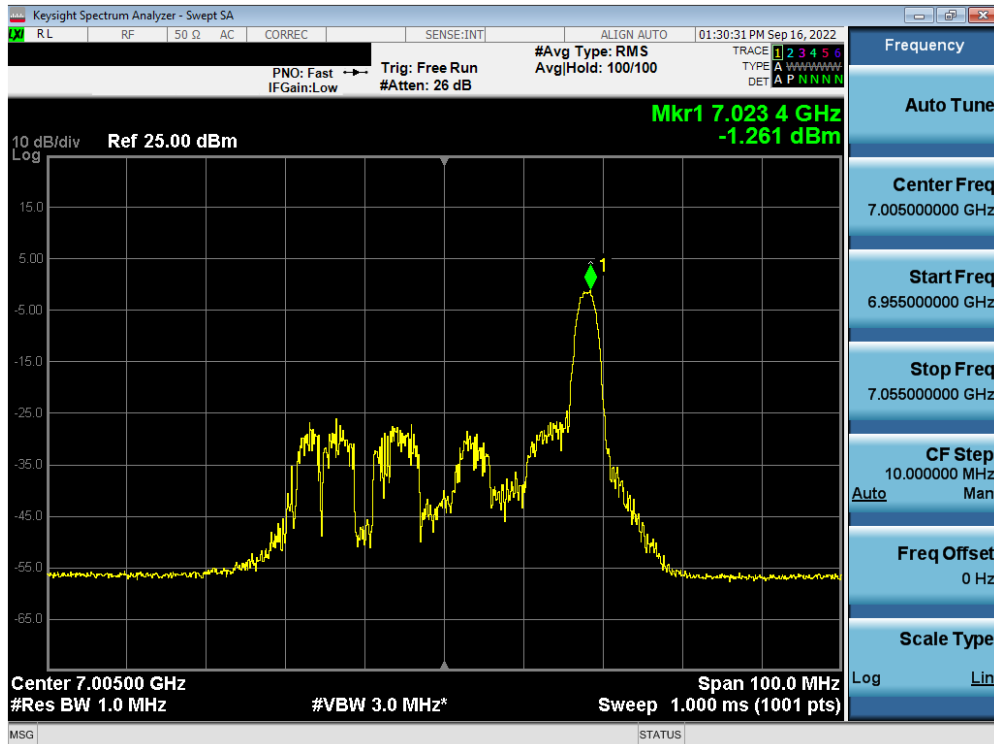 Keysight Spectrum Analyzer - Swept SA
LXI RL RF 50 Ω AC CORREC SENSE:INT ALIGN AUTO 01:30:31 PM Sep 16, 2022
Frequency
PNO: Fast
IFGain:Low
Trig: Free Run
#Atten: 26 dB
#Avg Type: RMS
Avg|Hold: 100/100
TRACE 1 2 3 4 5 6
TYPE A WWWWW
DET A P N N N N
Mkr1 7.023 4 GHz
-1.261 dBm
10 dB/div Ref 25.00 dBm
Log
15.0
5.00
-5.00
-15.0
-25.0
-35.0
-45.0
-55.0
-65.0
1
Center 7.00500 GHz Span 100.0 MHz
#Res BW 1.0 MHz #VBW 3.0 MHz* Sweep 1.000 ms (1001 pts)
Auto Tune
Center Freq
7.005000000 GHz
Start Freq
6.955000000 GHz
Stop Freq
7.055000000 GHz
CF Step
10.000000 MHz
Auto Man
Freq Offset
0 Hz
Scale Type
Log Lin
MSG STATUS